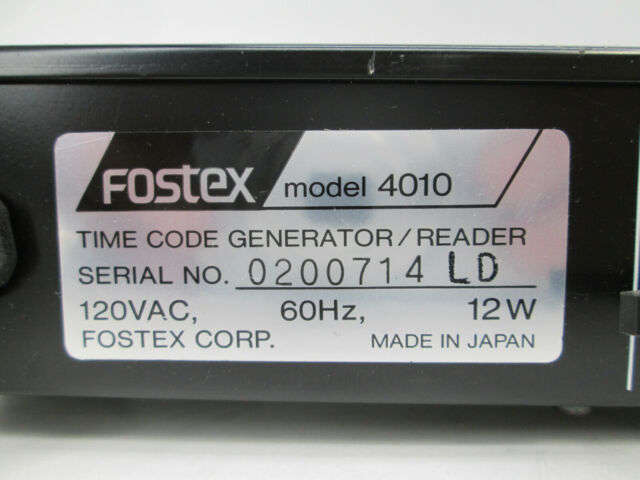 Fostex model 4010
TIME CODE GENERATOR/READER
SERIAL NO. 0200714 LD
120VAC, 60Hz, 12W
FOSTEX CORP. MADE IN JAPAN